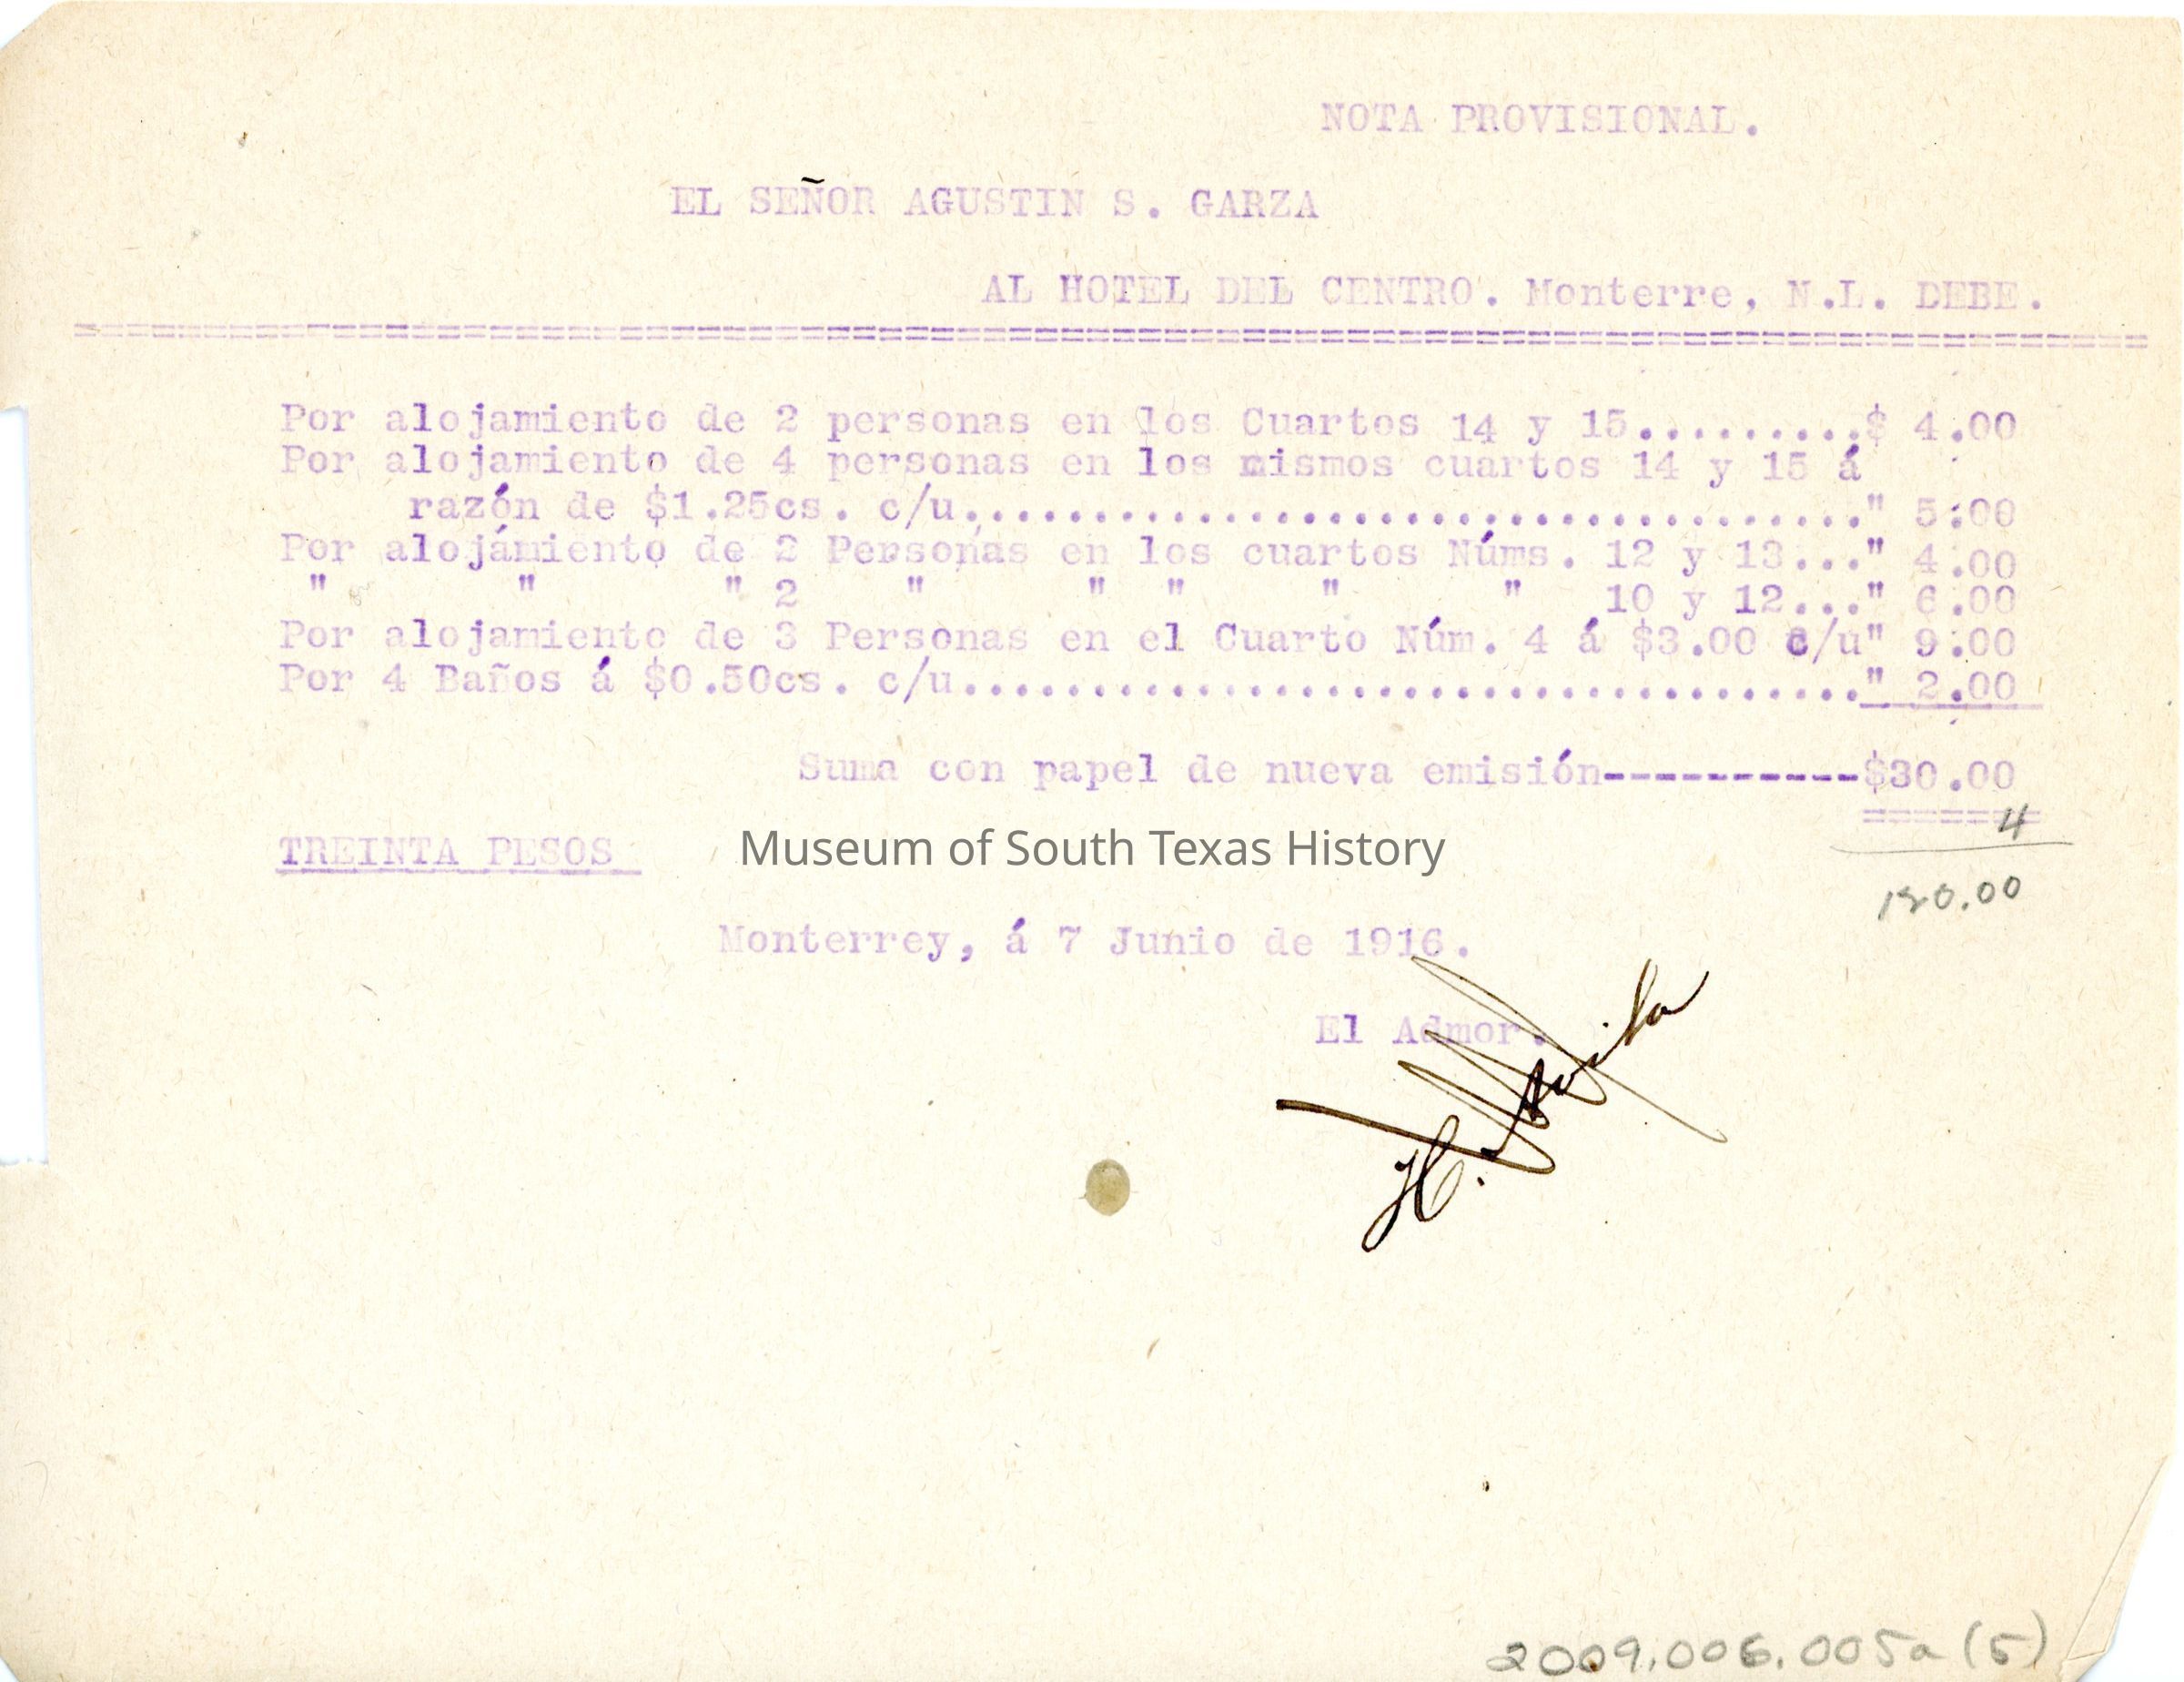 NOTA PROVISIONAL.
EL SEÑOR AGUSTIN S. GARZA
AL HOTEL DEL CENTRO. Monterre, N.L. DEBE.
================================================================================
Por alojamiento de 2 personas en los Cuartos 14 y 15.........$ 4.00
Por alojamiento de 4 personas en los mismos cuartos 14 y 15 á
razón de $1.25cs. c/u..................................." 5.00
Por alojámiento de 2 Personas en los cuartos Núms. 12 y 13..." 4.00
" " " 2 " " " " " 10 y 12..." 6.00
Por alojamiento de 3 Personas en el Cuarto Núm. 4 á $3.00 c/u" 9.00
Por 4 Baños á $0.50cs. c/u..................................." 2.00
Suma con papel de nueva emisión----------$30.00
=======
4
TREINTA PESOS
Museum of South Texas History
120.00
Monterrey, á 7 Junio de 1916.
El Admor.
2009.006.005a (5)